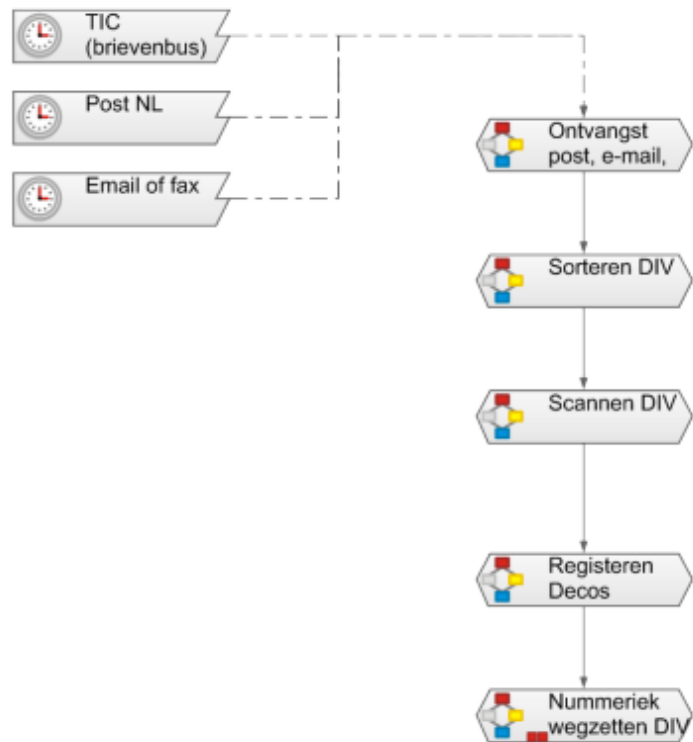 TIC
(brievenbus)
Post NL
Email of fax
Ontvangst
post, e-mail,
Sorteren DIV
Scannen DIV
Registeren
Decos
Nummeriek
wegzetten DIV